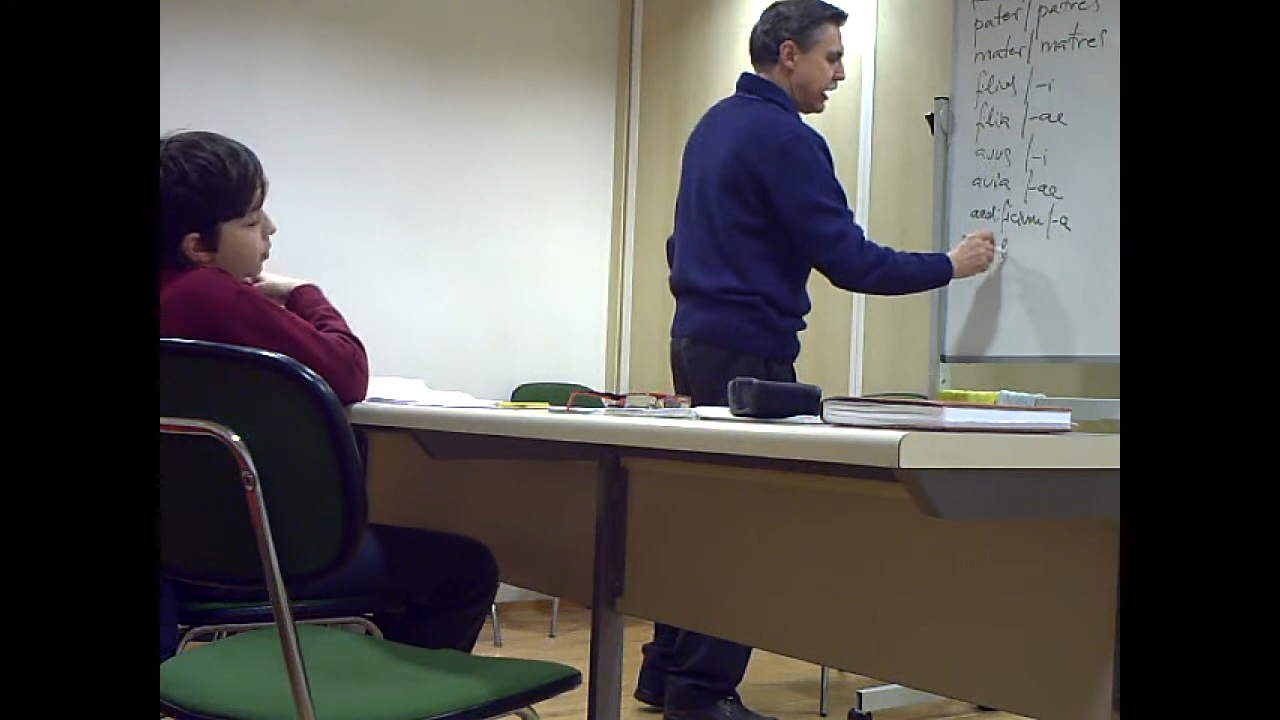 pater/patres
mater/matres
filius/-i
filia/-ae
avus/-i
avia/-ae
aedificium/-a